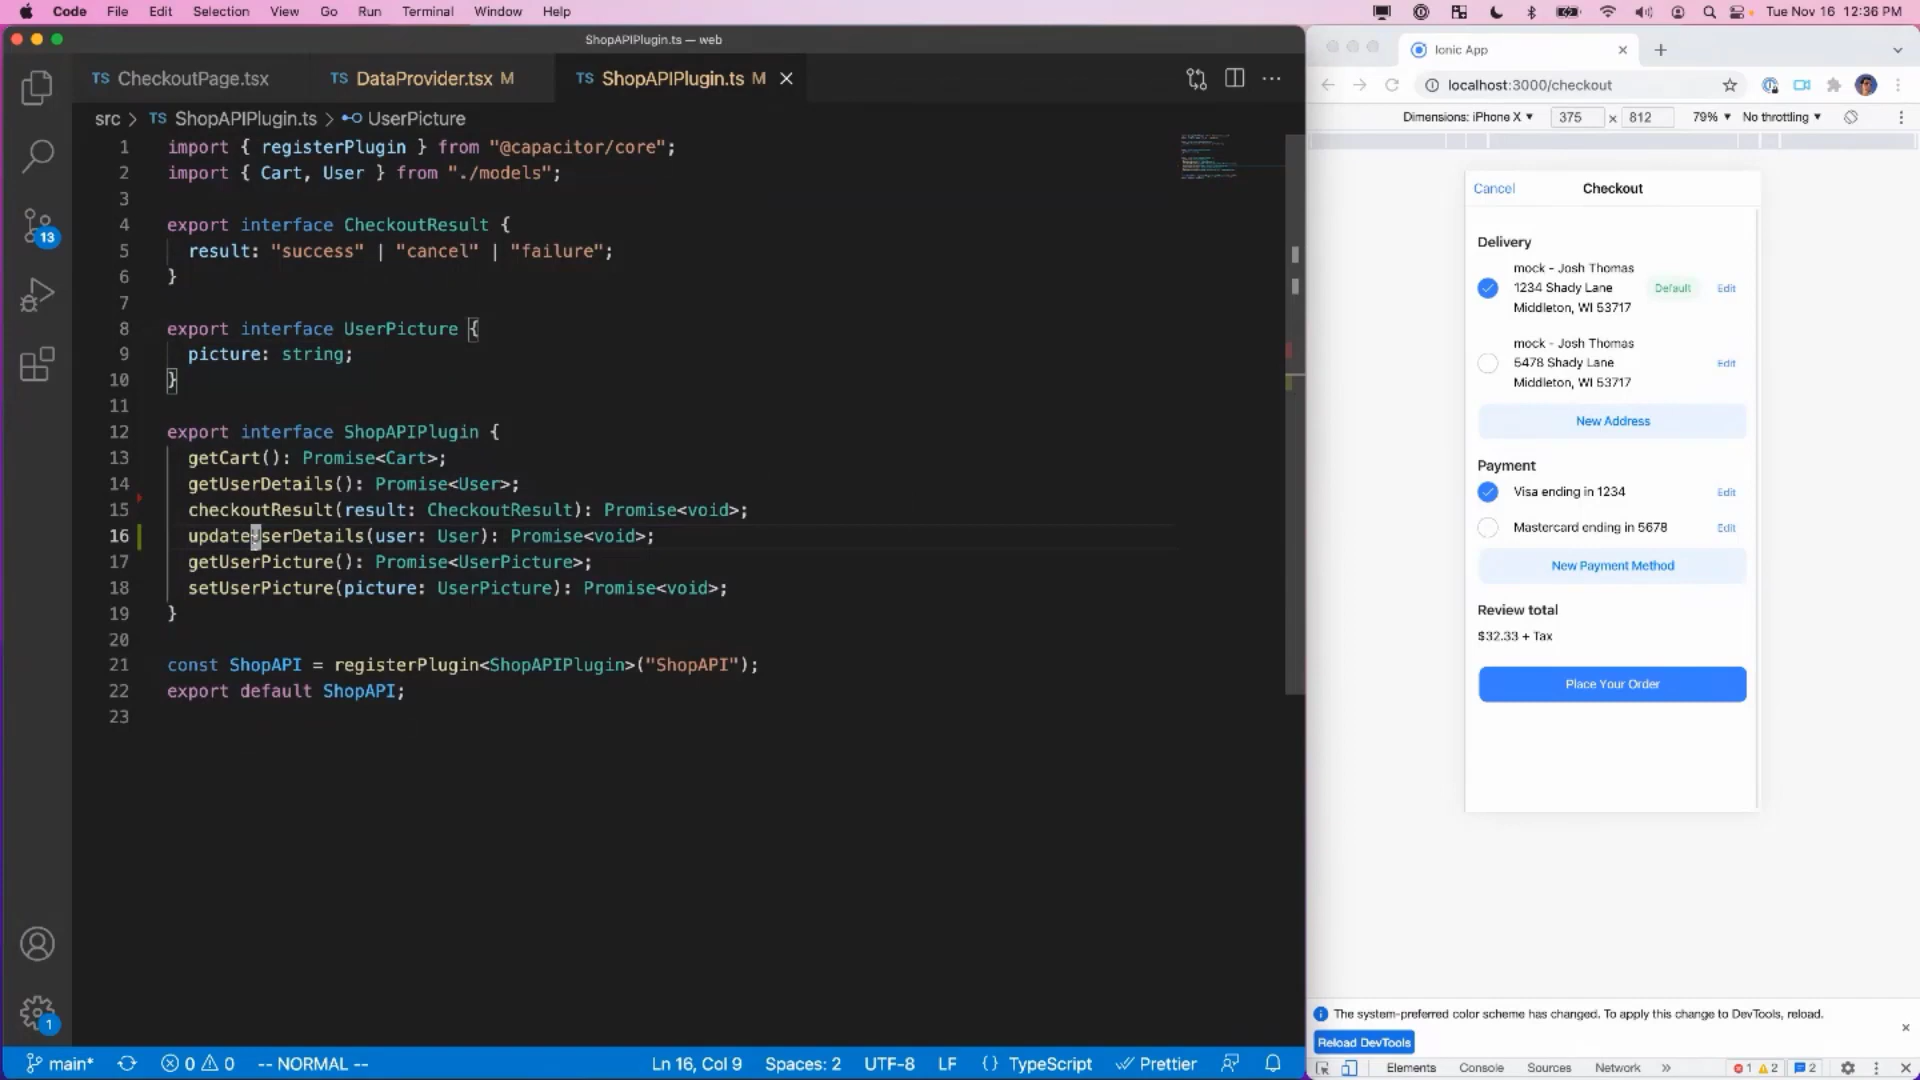 Code File Edit Selection View Go Run Terminal Window Help
Tue Nov 16 12:36 PM
ShopAPIPlugin.ts — web
TS CheckoutPage.tsx
TS DataProvider.tsx M
TS ShopAPIPlugin.ts M
src > TS ShopAPIPlugin.ts > UserPicture
1 import { registerPlugin } from "@capacitor/core";
2 import { Cart, User } from "./models";
3
4 export interface CheckoutResult {
5 result: "success" | "cancel" | "failure";
6 }
7
8 export interface UserPicture {
9 picture: string;
10 }
11
12 export interface ShopAPIPlugin {
13 getCart(): Promise<Cart>;
14 getUserDetails(): Promise<User>;
15 checkoutResult(result: CheckoutResult): Promise<void>;
16 updateUserDetails(user: User): Promise<void>;
17 getUserPicture(): Promise<UserPicture>;
18 setUserPicture(picture: UserPicture): Promise<void>;
19 }
20
21 const ShopAPI = registerPlugin<ShopAPIPlugin>("ShopAPI");
22 export default ShopAPI;
23
13
1
main* 0 0 -- NORMAL -- Ln 16, Col 9 Spaces: 2 UTF-8 LF {} TypeScript Prettier
Ionic App
localhost:3000/checkout
Dimensions: iPhone X 375 x 812 79% No throttling
Cancel Checkout
Delivery
mock - Josh Thomas
1234 Shady Lane Default Edit
Middleton, WI 53717
mock - Josh Thomas
5478 Shady Lane Edit
Middleton, WI 53717
New Address
Payment
Visa ending in 1234 Edit
Mastercard ending in 5678 Edit
New Payment Method
Review total
$32.33 + Tax
Place Your Order
The system-preferred color scheme has changed. To apply this change to DevTools, reload.
Reload DevTools
Elements Console Sources Network » 1 2 2